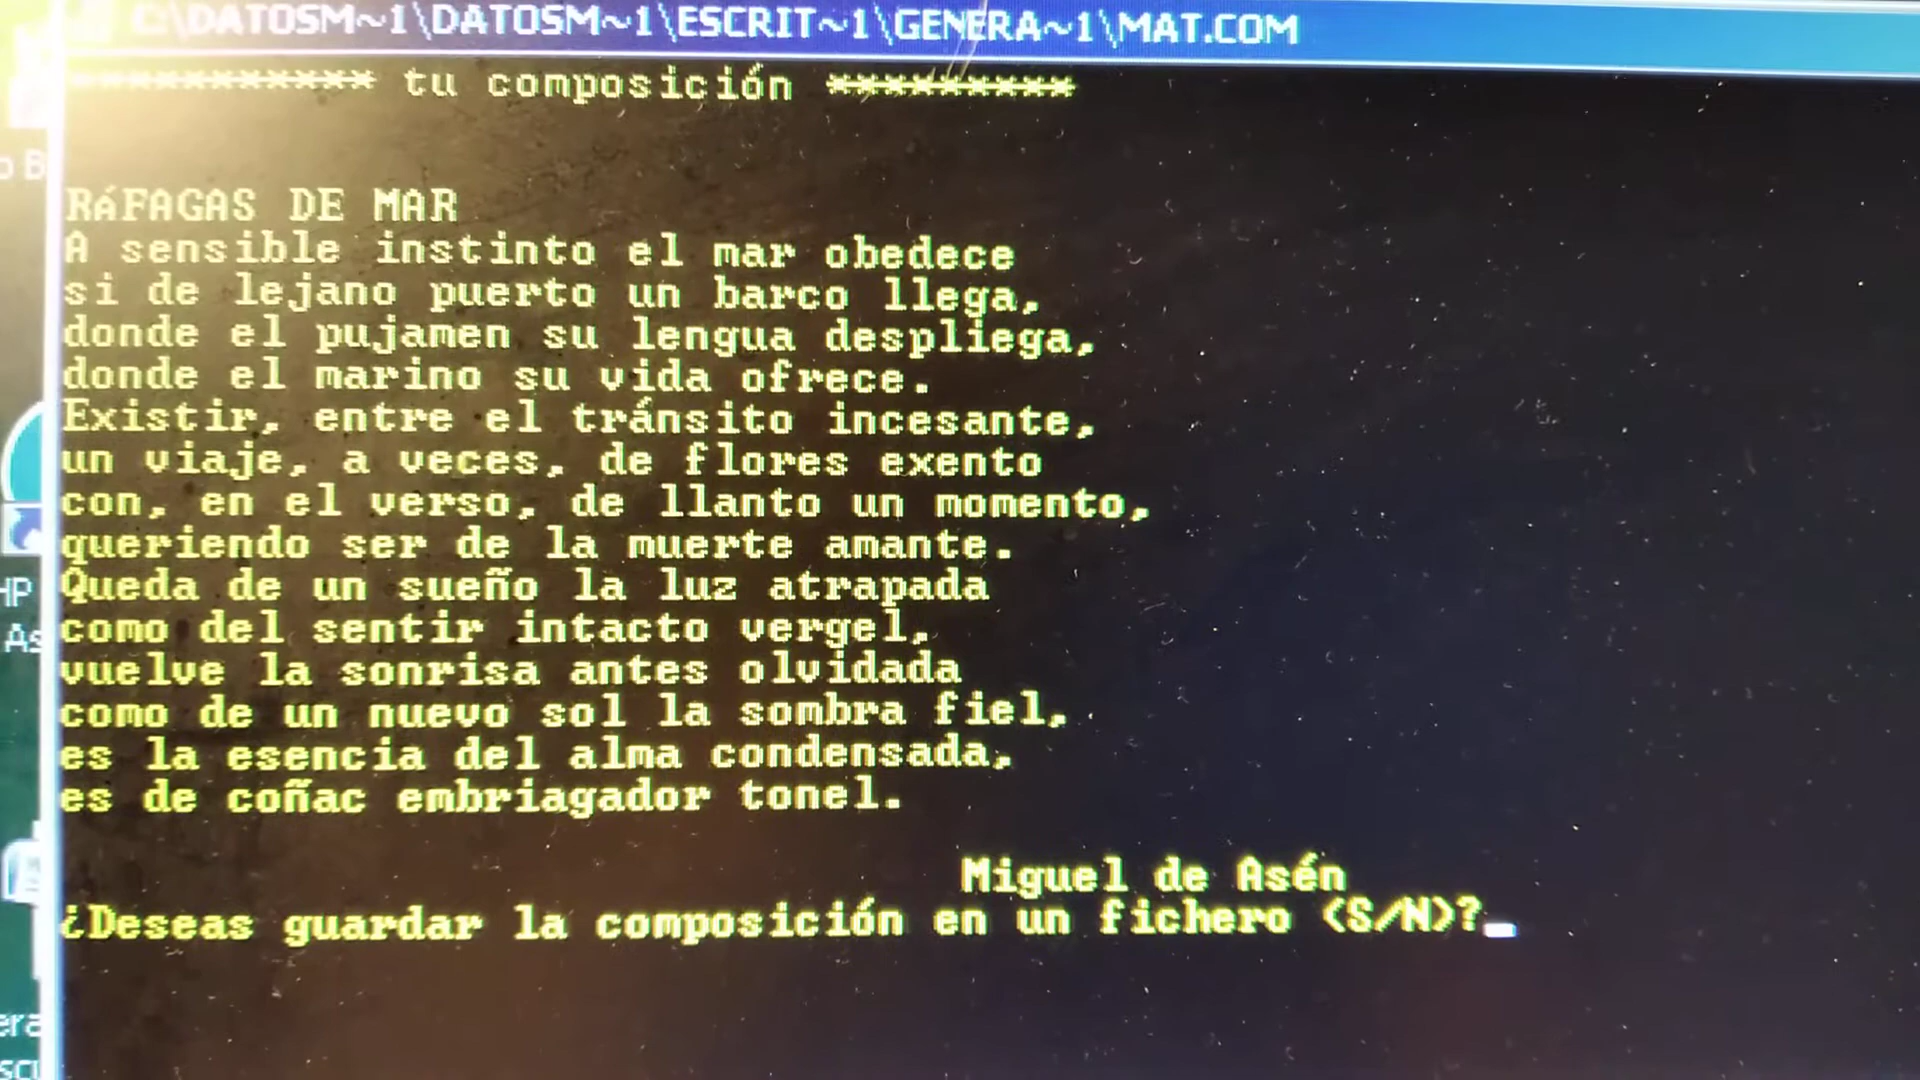 C:\DATOSM~1\DATOSM~1\ESCRIT~1\GENERA~1\MAT.COM
*********** tu composición *********
RáFAGAS DE MAR
A sensible instinto el mar obedece
si de lejano puerto un barco llega,
donde el pujamen su lengua despliega,
donde el marino su vida ofrece.
Existir, entre el tránsito incesante,
un viaje, a veces, de flores exento
con, en el verso, de llanto un momento,
queriendo ser de la muerte amante.
Queda de un sueño la luz atrapada
como del sentir intacto vergel,
vuelve la sonrisa antes olvidada
como de un nuevo sol la sombra fiel,
es la esencia del alma condensada,
es de coñac embriagador tonel.
Miguel de Asén
¿Deseas guardar la composición en un fichero (S/N)?
HP
As